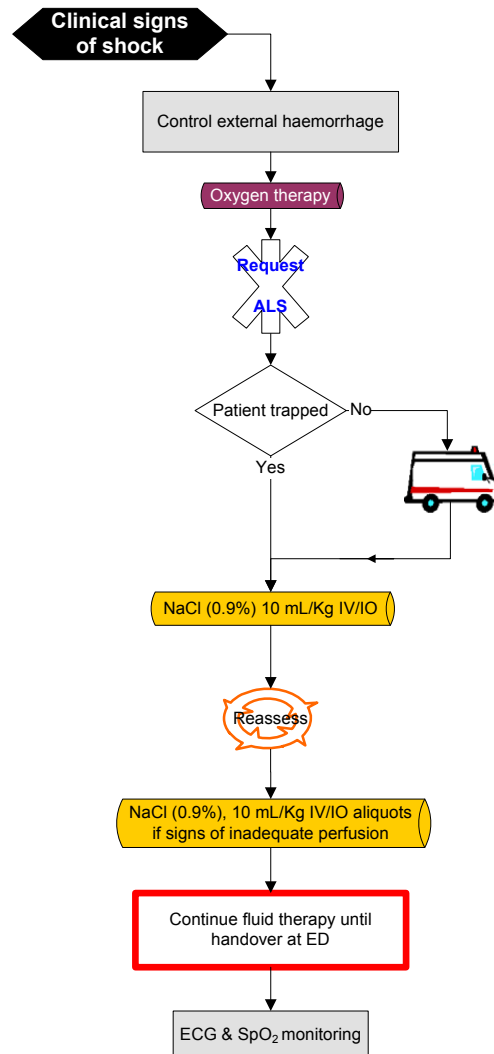 Clinical signs
of shock
Control external haemorrhage
Oxygen therapy
Request
ALS
Patient trapped
No
Yes
NaCl (0.9%) 10 mL/Kg IV/IO
Reassess
NaCl (0.9%), 10 mL/Kg IV/IO aliquots
if signs of inadequate perfusion
Continue fluid therapy until
handover at ED
ECG & SpO₂ monitoring